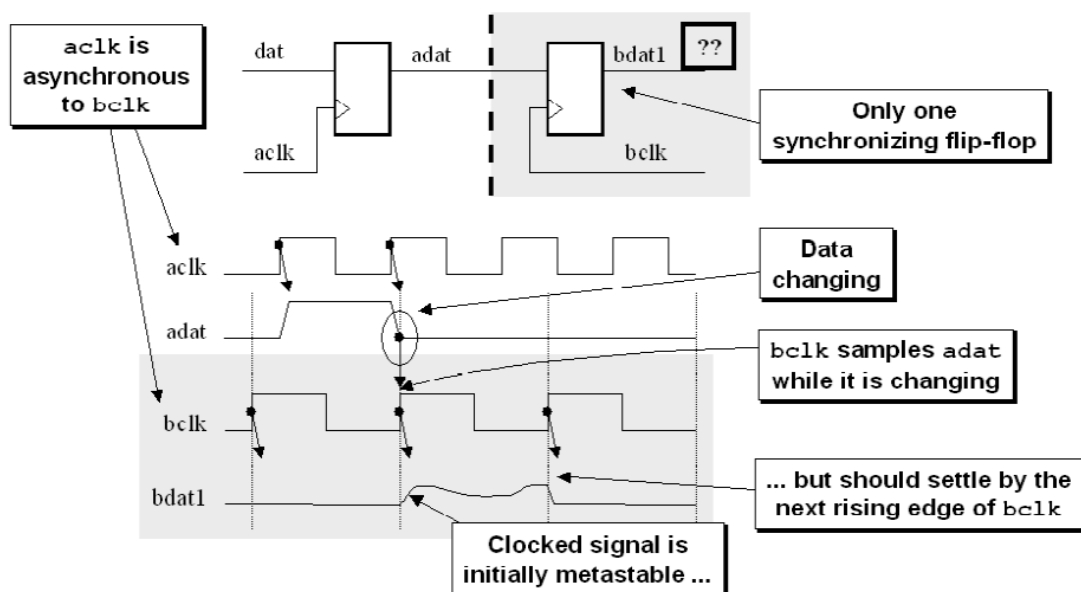 aclk is
asynchronous
to bclk
dat
adat
bdat1
??
aclk
bclk
Only one
synchronizing flip-flop
aclk
Data
changing
adat
bclk samples adat
while it is changing
bclk
bdat1
... but should settle by the
next rising edge of bclk
Clocked signal is
initially metastable ...